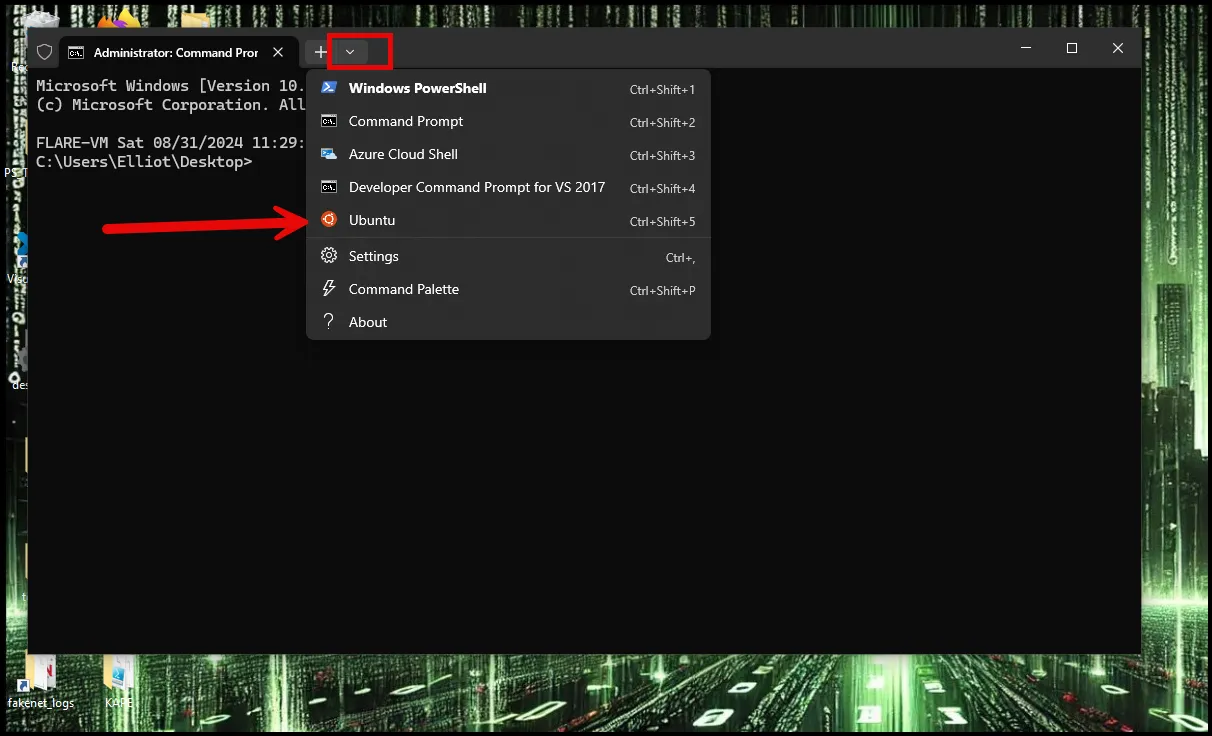 Administrator: Command Pror
Microsoft Windows [Version 10.
(c) Microsoft Corporation. All
FLARE-VM Sat 08/31/2024 11:29:
C:\Users\Elliot\Desktop>
Windows PowerShell Ctrl+Shift+1
Command Prompt Ctrl+Shift+2
Azure Cloud Shell Ctrl+Shift+3
Developer Command Prompt for VS 2017 Ctrl+Shift+4
Ubuntu Ctrl+Shift+5
Settings Ctrl+,
Command Palette Ctrl+Shift+P
About
fakenet_logs
KAPE